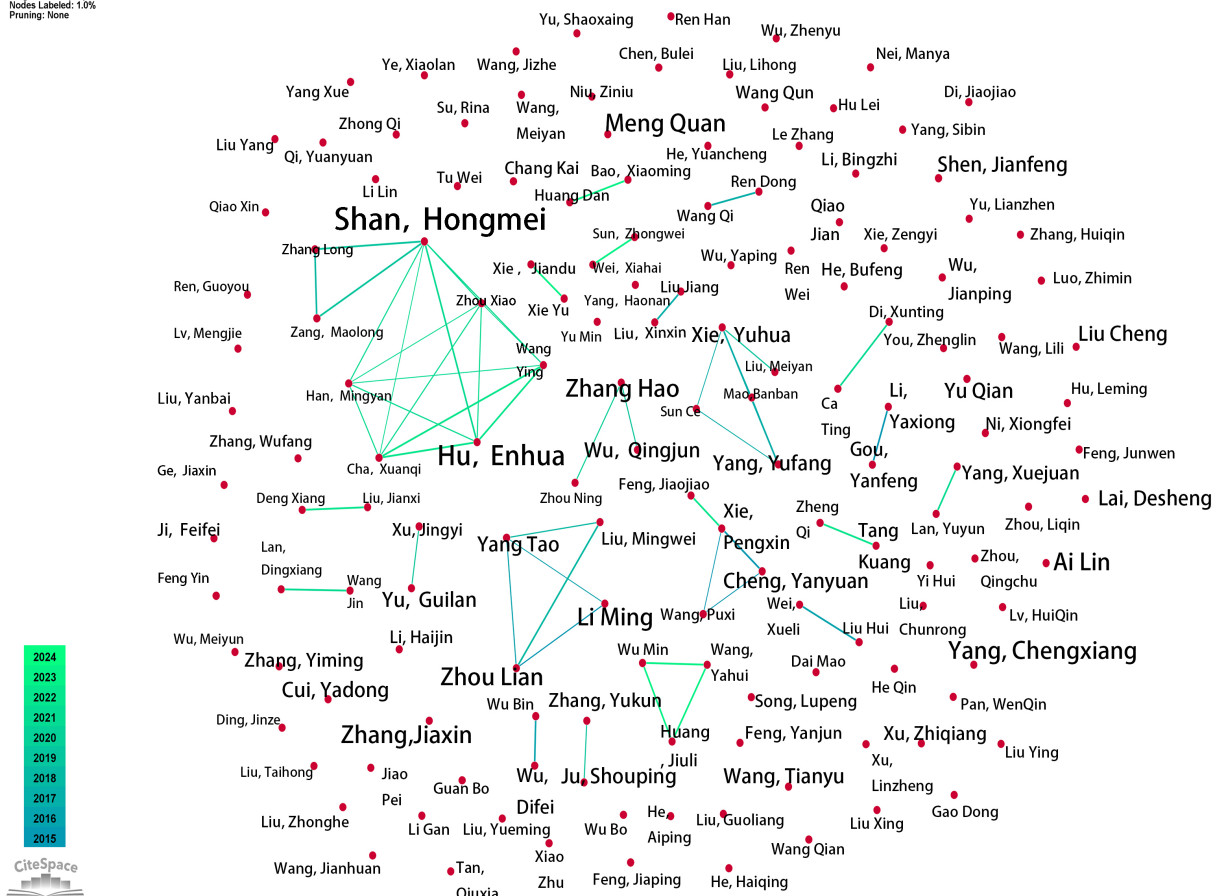 Nodes Labeled: 1.0%
Pruning: None
Yu, Shaoxing
Ren Han
Wu, Zhenyu
Chen, Bulei
Nei, Manya
Ye, Xiaolan
Wang, Jizhe
Liu, Lihong
Yang Xue
Niu, Ziniu
Wang Qun
Di, Jiaojiao
Su, Rina
Wang,
Meiyan
Hu Lei
Zhong Qi
Meng Quan
Le Zhang
Yang, Sibin
Liu Yang
Qi, Yuanyuan
He, Yuancheng
Li, Bingzhi
Shen, Jianfeng
Chang Kai
Bao, Xiaoming
Tu Wei
Li Lin
Huang Dan
Ren Dong
Qiao Xin
Wang Qi
Qiao
Jian
Yu, Lianzhen
Shan, Hongmei
Sun, Zhongwei
Xie, Zengyi
Zhang, Huiqin
Zhang Long
Wu, Yaping
Xie , Jiandu
Wei, Xiahai
Ren
Wei
He, Bufeng
Wu,
Jianping
Luo, Zhimin
Ren, Guoyou
Zhou Xiao
Xie Yu
Yang, Haonan
Liu Jiang
Di, Xunting
Zang, Maolong
Lv, Mengjie
Yu Min
Liu, Xinxin
Xie, Yuhua
You, Zhenglin
Wang, Lili
Liu Cheng
Wang
Ying
Liu, Meiyan
Han, Mingyan
Zhang Hao
Mao Banban
Li,
Yaxiong
Yu Qian
Hu, Leming
Liu, Yanbai
Sun Ce
Ca
Ting
Ni, Xiongfei
Zhang, Wufang
Hu, Enhua
Wu, Qingjun
Yang, Yufang
Gou,
Yanfeng
Feng, Junwen
Ge, Jiaxin
Cha, Xuanqi
Yang, Xuejuan
Feng, Jiaojiao
Deng Xiang
Liu, Jianxi
Zhou Ning
Lai, Desheng
Zheng
Qi
Xie,
Pengxin
Ji, Feifei
Xu, Jingyi
Yang Tao
Liu, Mingwei
Tang
Kuang
Lan, Yuyun
Zhou, Liqin
Lan,
Dingxiang
Zhou,
Qingchu
Ai Lin
Feng Yin
Wang
Jin
Yu, Guilan
Cheng, Yanyuan
Yi Hui
Li Ming
Wang, Puxi
Wei,
Xueli
Liu,
Chunrong
Lv, HuiQin
Wu, Meiyun
Li, Haijin
Liu Hui
Zhang, Yiming
Wu Min
Wang,
Yahui
Dai Mao
Yang, Chengxiang
2024
2023
2022
2021
2020
2019
2018
2017
2016
2015
Zhou Lian
Cui, Yadong
He Qin
Wu Bin
Zhang, Yukun
Song, Lupeng
Pan, WenQin
Ding, Jinze
Zhang,Jiaxin
Huang
, Jiuli
Feng, Yanjun
Xu, Zhiqiang
Liu Ying
Liu, Taihong
Jiao
Pei
Guan Bo
Wu,
Difei
Ju, Shouping
Wang, Tianyu
Xu,
Linzheng
Liu, Zhonghe
Li Gan
Liu, Yueming
Wu Bo
He,
Aiping
Liu, Guoliang
Liu Xing
Gao Dong
Wang, Jianhuan
Tan,
Qiuxia
Xiao
Zhu
Feng, Jiaping
He, Haiqing
Wang Qian
CiteSpace